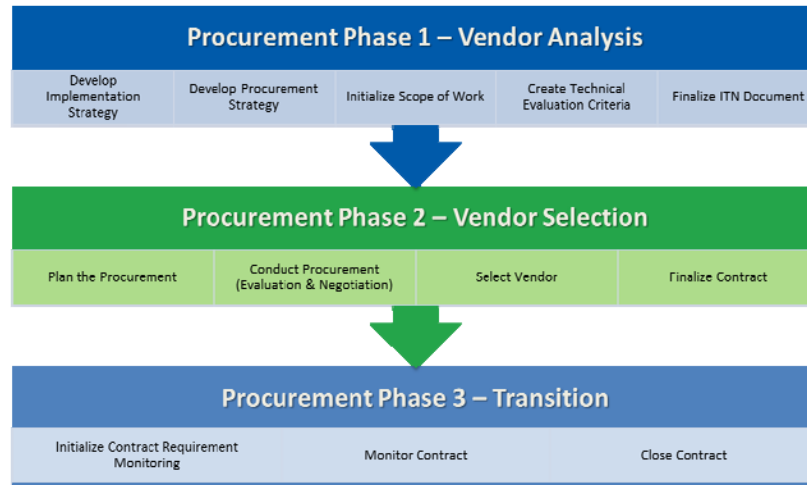 Procurement Phase 1 – Vendor Analysis
Develop
Implementation
Strategy
Develop Procurement
Strategy
Initialize Scope of Work
Create Technical
Evaluation Criteria
Finalize ITN Document
Procurement Phase 2 – Vendor Selection
Plan the Procurement
Conduct Procurement
(Evaluation & Negotiation)
Select Vendor
Finalize Contract
Procurement Phase 3 – Transition
Initialize Contract Requirement
Monitoring
Monitor Contract
Close Contract